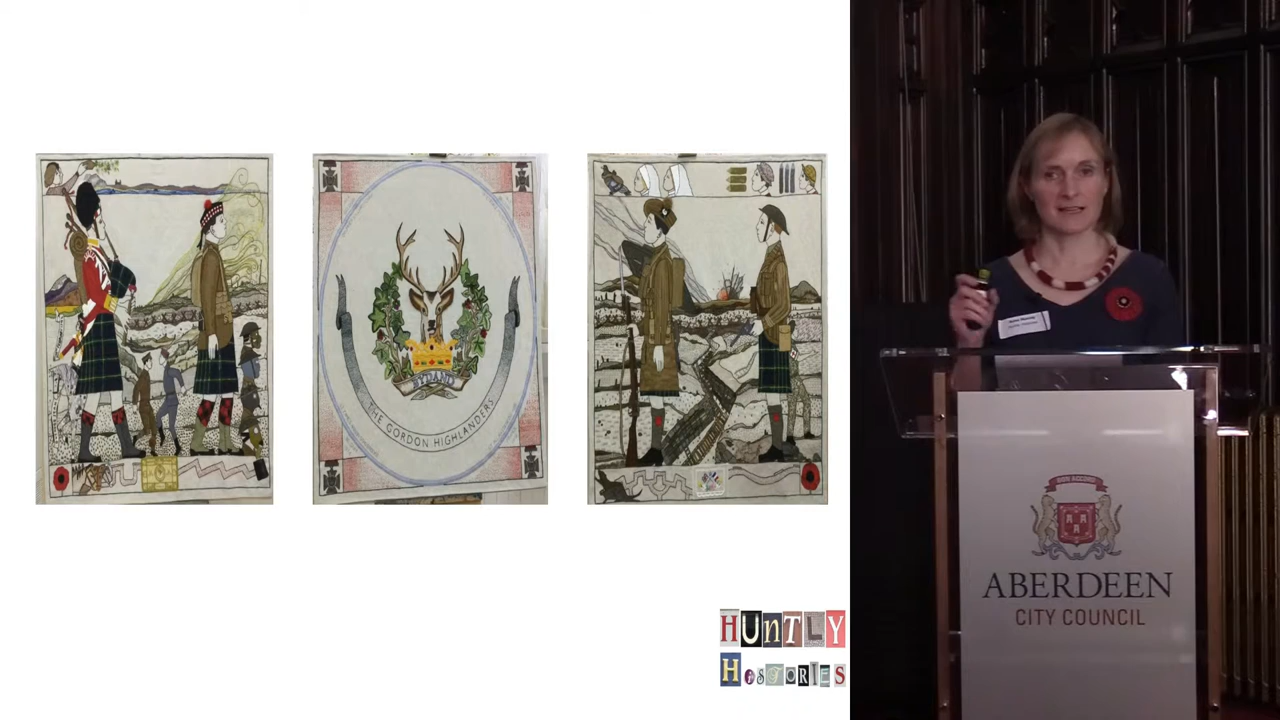 BYDAND
THE GORDON HIGHLANDERS
HUnTLY
HisTORIES
BON ACCORD
ABERDEEN
CITY COUNCIL